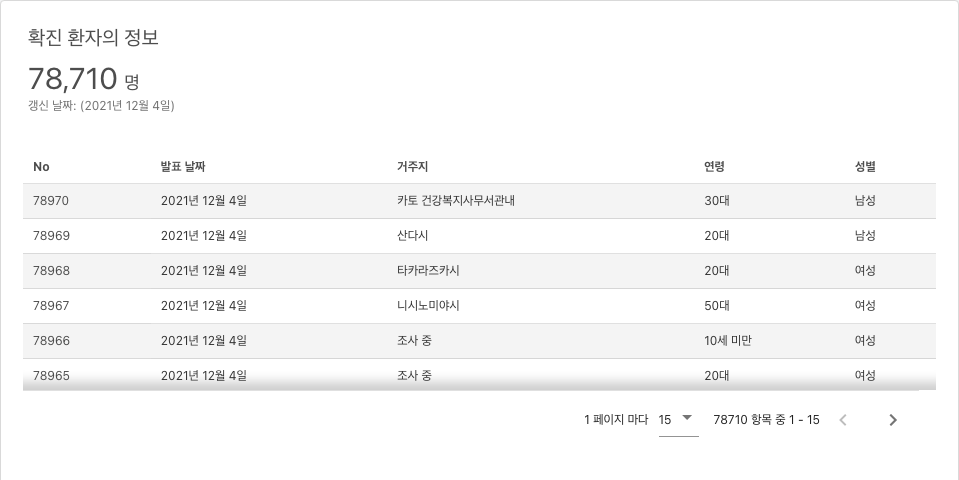 확진 환자의 정보
78,710 명
갱신 날짜: (2021년 12월 4일)
No 발표 날짜 거주지 연령 성별
78970 2021년 12월 4일 카토 건강복지사무서관내 30대 남성
78969 2021년 12월 4일 산다시 20대 남성
78968 2021년 12월 4일 타카라즈카시 20대 여성
78967 2021년 12월 4일 니시노미야시 50대 여성
78966 2021년 12월 4일 조사 중 10세 미만 여성
78965 2021년 12월 4일 조사 중 20대 여성
1 페이지 마다 15 78710 항목 중 1 - 15